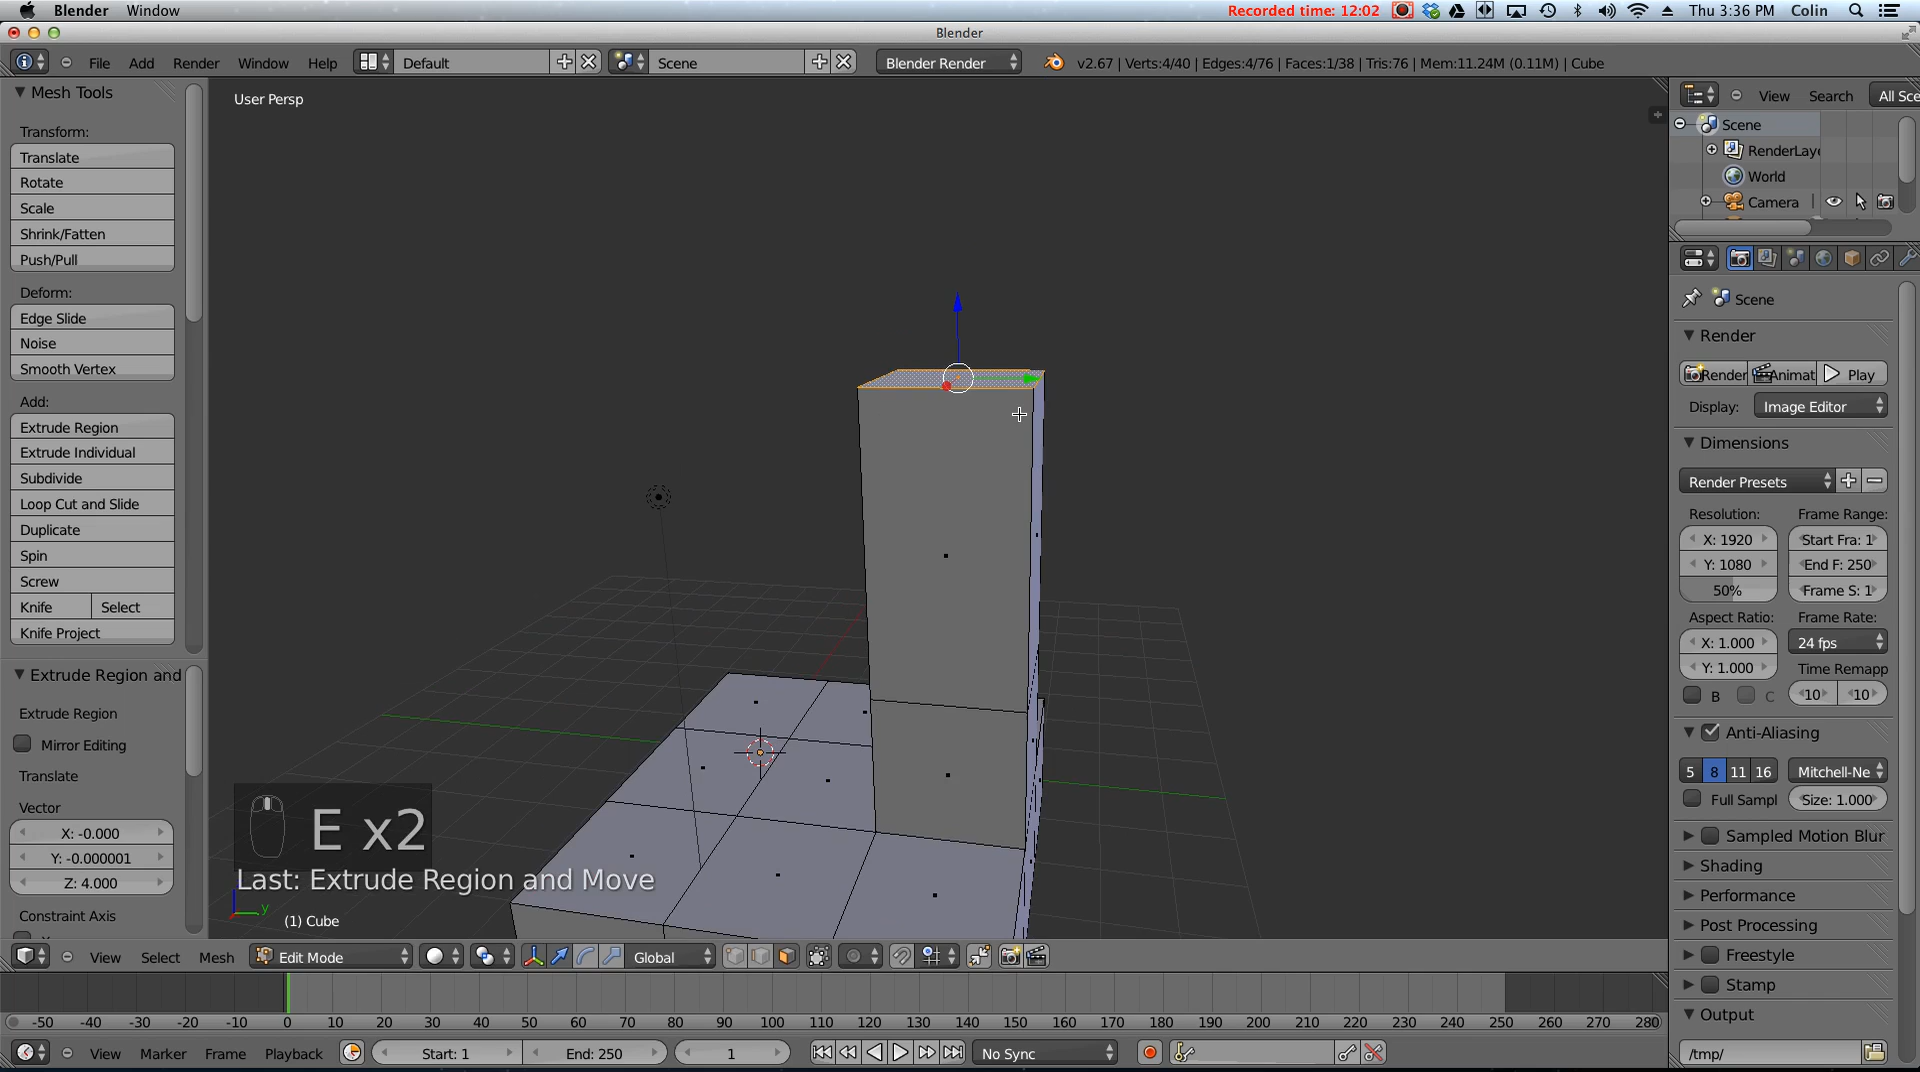 Blender Window
Recorded time: 12:02
Thu 3:36 PM Colin
Blender
File Add Render Window Help
Default
Scene
Blender Render
v2.67 | Verts:4/40 | Edges:4/76 | Faces:1/38 | Tris:76 | Mem:11.24M (0.11M) | Cube
Mesh Tools
Transform:
Translate
Rotate
Scale
Shrink/Fatten
Push/Pull
Deform:
Edge Slide
Noise
Smooth Vertex
Add:
Extrude Region
Extrude Individual
Subdivide
Loop Cut and Slide
Duplicate
Spin
Screw
Knife Select
Knife Project
Extrude Region and
Extrude Region
Mirror Editing
Translate
Vector
X: -0.000
Y: -0.000001
Z: 4.000
Constraint Axis
User Persp
E x2
Last: Extrude Region and Move
y
(1) Cube
View Search All Sce
Scene
RenderLaye
World
Camera
Scene
Render
Render Animat Play
Display: Image Editor
Dimensions
Render Presets
Resolution: Frame Range:
X: 1920 Start Fra: 1
Y: 1080 End F: 250
50% Frame S: 1
Aspect Ratio: Frame Rate:
X: 1.000 24 fps
Y: 1.000 Time Remapp
B C 10 10
Anti-Aliasing
5 8 11 16 Mitchell-Ne
Full Sampl Size: 1.000
Sampled Motion Blur
Shading
Performance
Post Processing
Freestyle
Stamp
Output
/tmp/
View Select Mesh
Edit Mode
Global
-50 -40 -30 -20 -10 0 10 20 30 40 50 60 70 80 90 100 110 120 130 140 150 160 170 180 190 200 210 220 230 240 250 260 270 280
View Marker Frame Playback
Start: 1
End: 250
1
No Sync